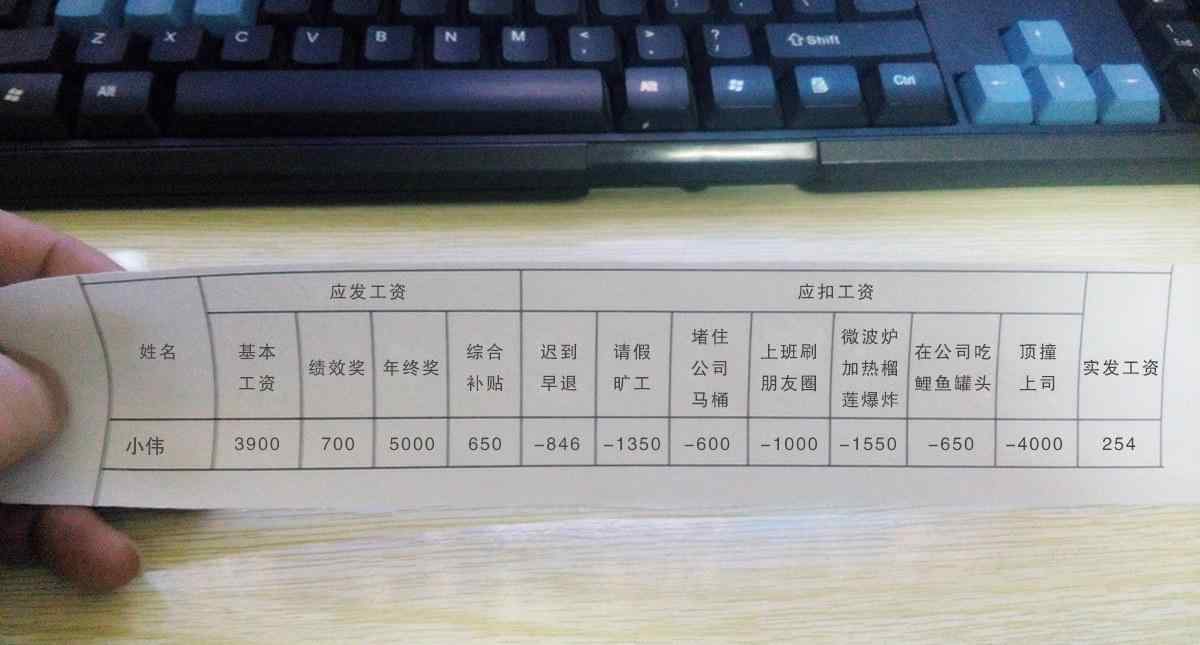 Z X C V B N M < , > . ? / Shift 1 End
Alt Alt Ctrl
应发工资 应扣工资
姓名 基本 绩效奖 年终奖 综合 迟到 请假 堵住 上班刷 微波炉 在公司吃 顶撞 实发工资
工资 补贴 早退 旷工 公司 朋友圈 加热榴 鲤鱼罐头 上司
马桶 莲爆炸
小伟 3900 700 5000 650 -846 -1350 -600 -1000 -1550 -650 -4000 254